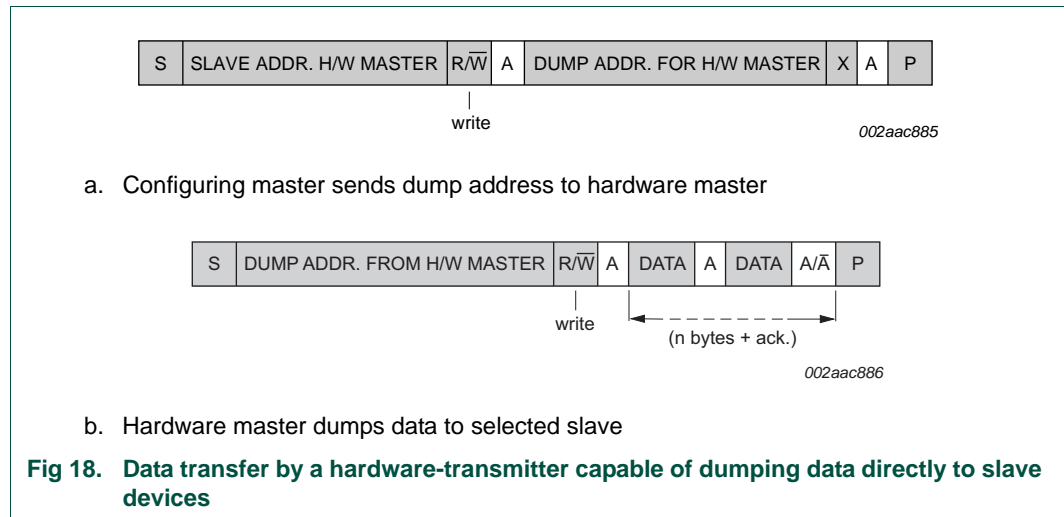 S SLAVE ADDR. H/W MASTER R/W̅ A DUMP ADDR. FOR H/W MASTER X A P
write
002aac885
a. Configuring master sends dump address to hardware master
S DUMP ADDR. FROM H/W MASTER R/W̅ A DATA A DATA A/A̅ P
write
(n bytes + ack.)
002aac886
b. Hardware master dumps data to selected slave
Fig 18. Data transfer by a hardware-transmitter capable of dumping data directly to slave
devices